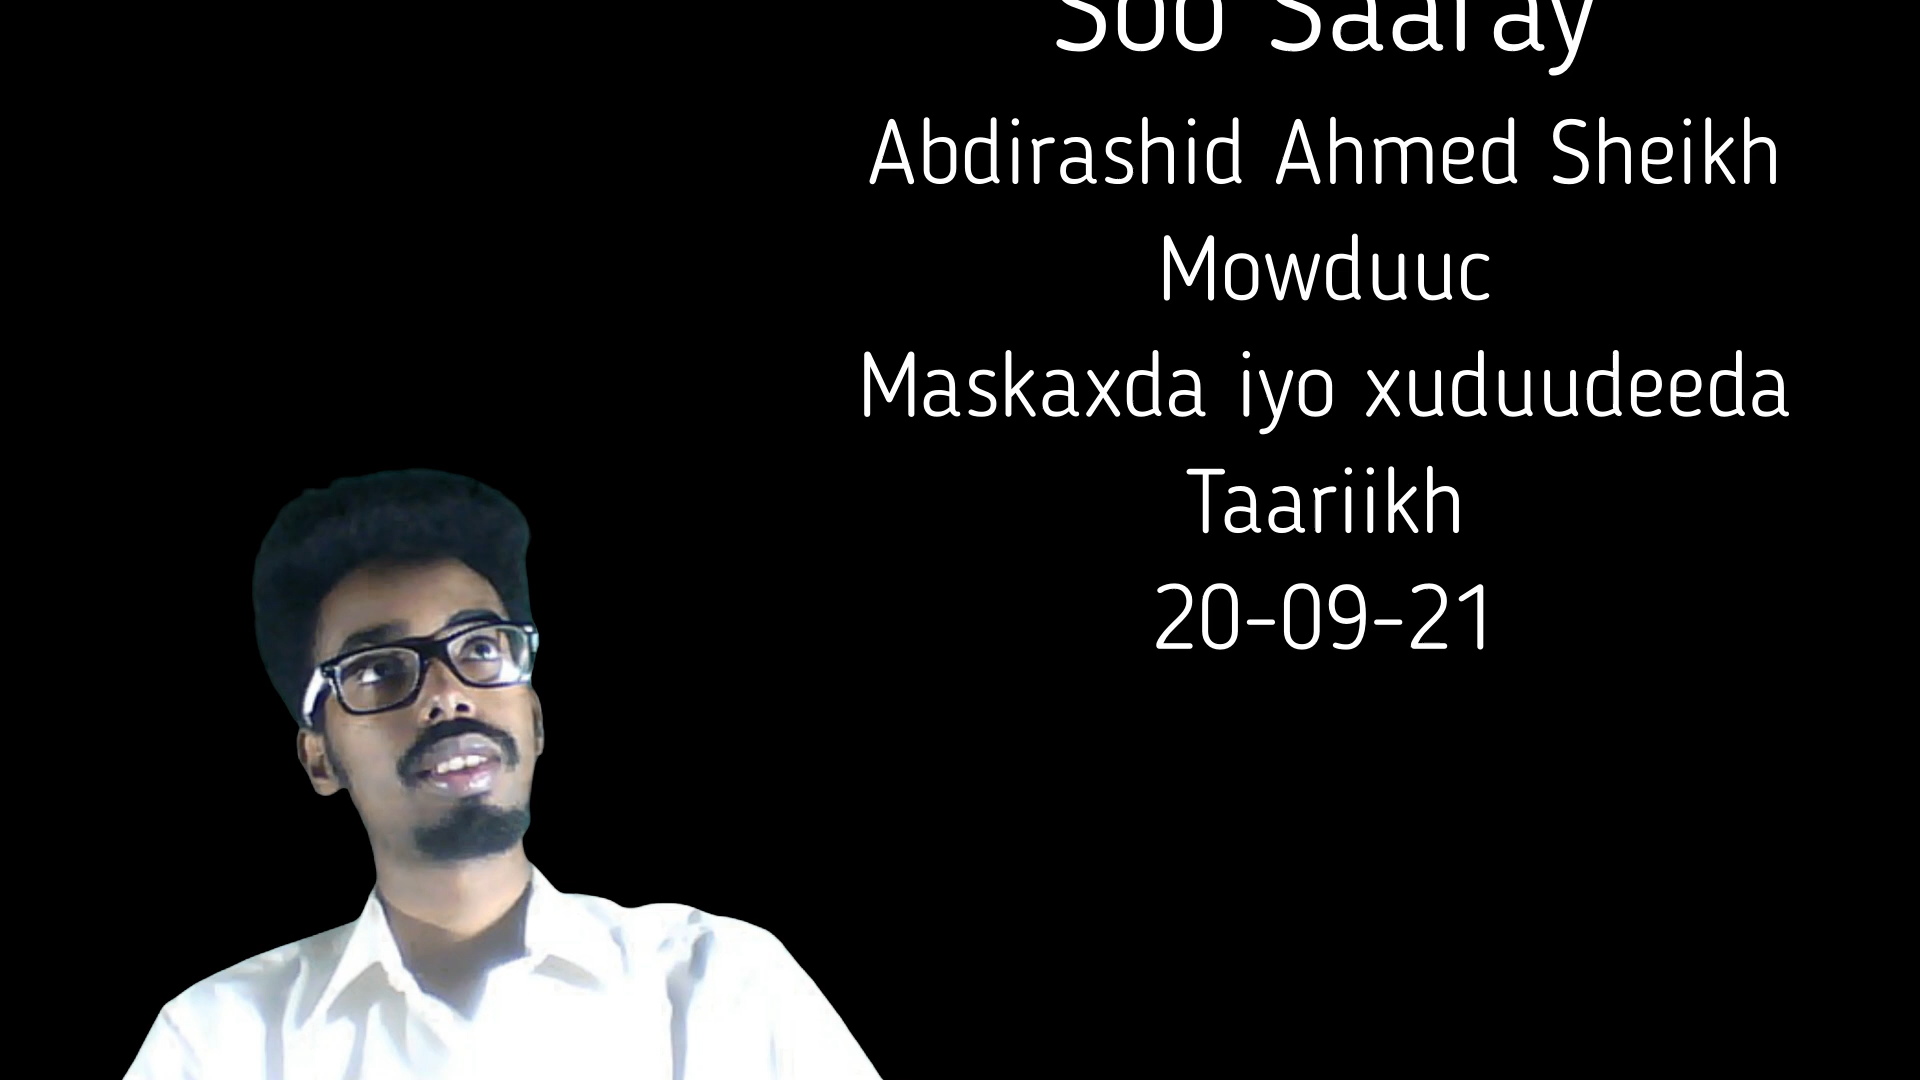 Soo Saaray
Abdirashid Ahmed Sheikh
Mowduuc
Maskaxda iyo xuduudeeda
Taariikh
20-09-21